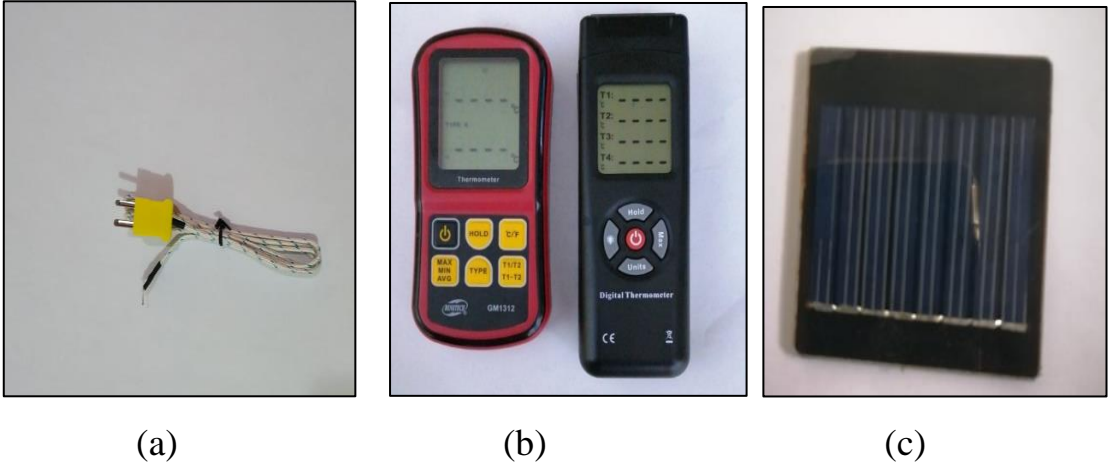 TYPE K
Thermometer
HOLD
℃/℉
MAX
MIN
AVG
TYPE
T1/T2
T1-T2
GM1312
T1:
℃
T2:
℃
T3:
℃
T4:
Hold
Max
Units
Digital Thermometer
CE
(a)
(b)
(c)